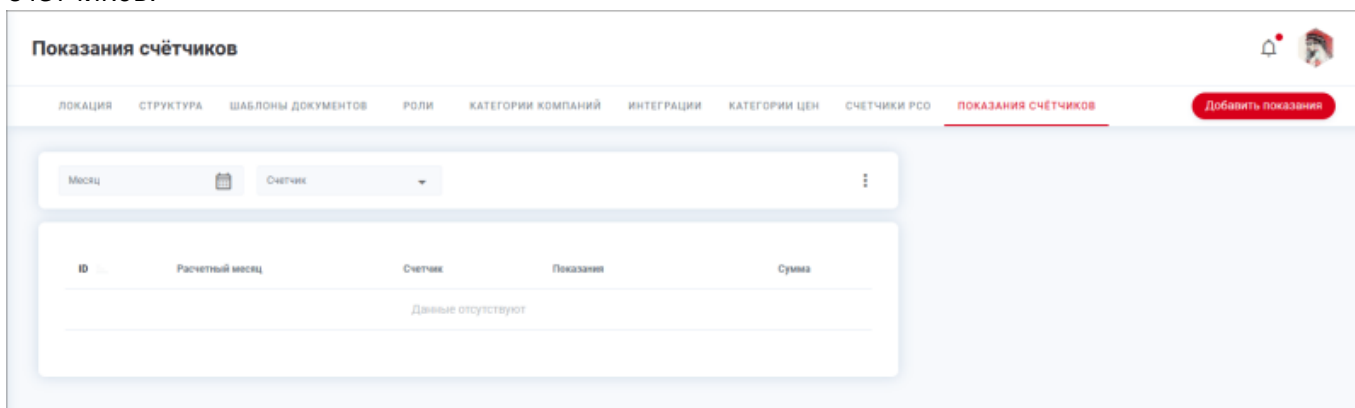 Показания счётчиков
ЛОКАЦИЯ СТРУКТУРА ШАБЛОНЫ ДОКУМЕНТОВ РОЛИ КАТЕГОРИИ КОМПАНИЙ ИНТЕГРАЦИИ КАТЕГОРИИ ЦЕН СЧЕТЧИКИ РСО ПОКАЗАНИЯ СЧЁТЧИКОВ Добавить показания
Месяц Счетчик
ID Расчетный месяц Счетчик Показания Сумма
Данные отсутствуют